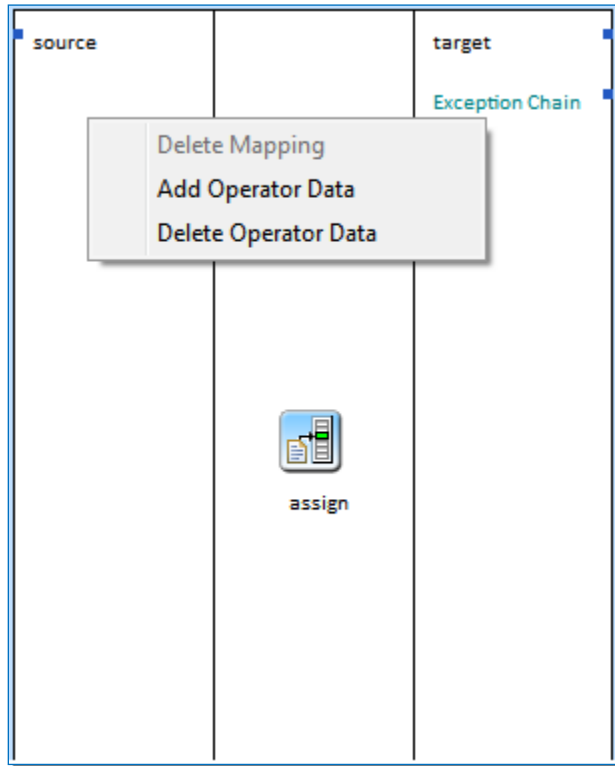 source
target
Exception Chain
Delete Mapping
Add Operator Data
Delete Operator Data
assign